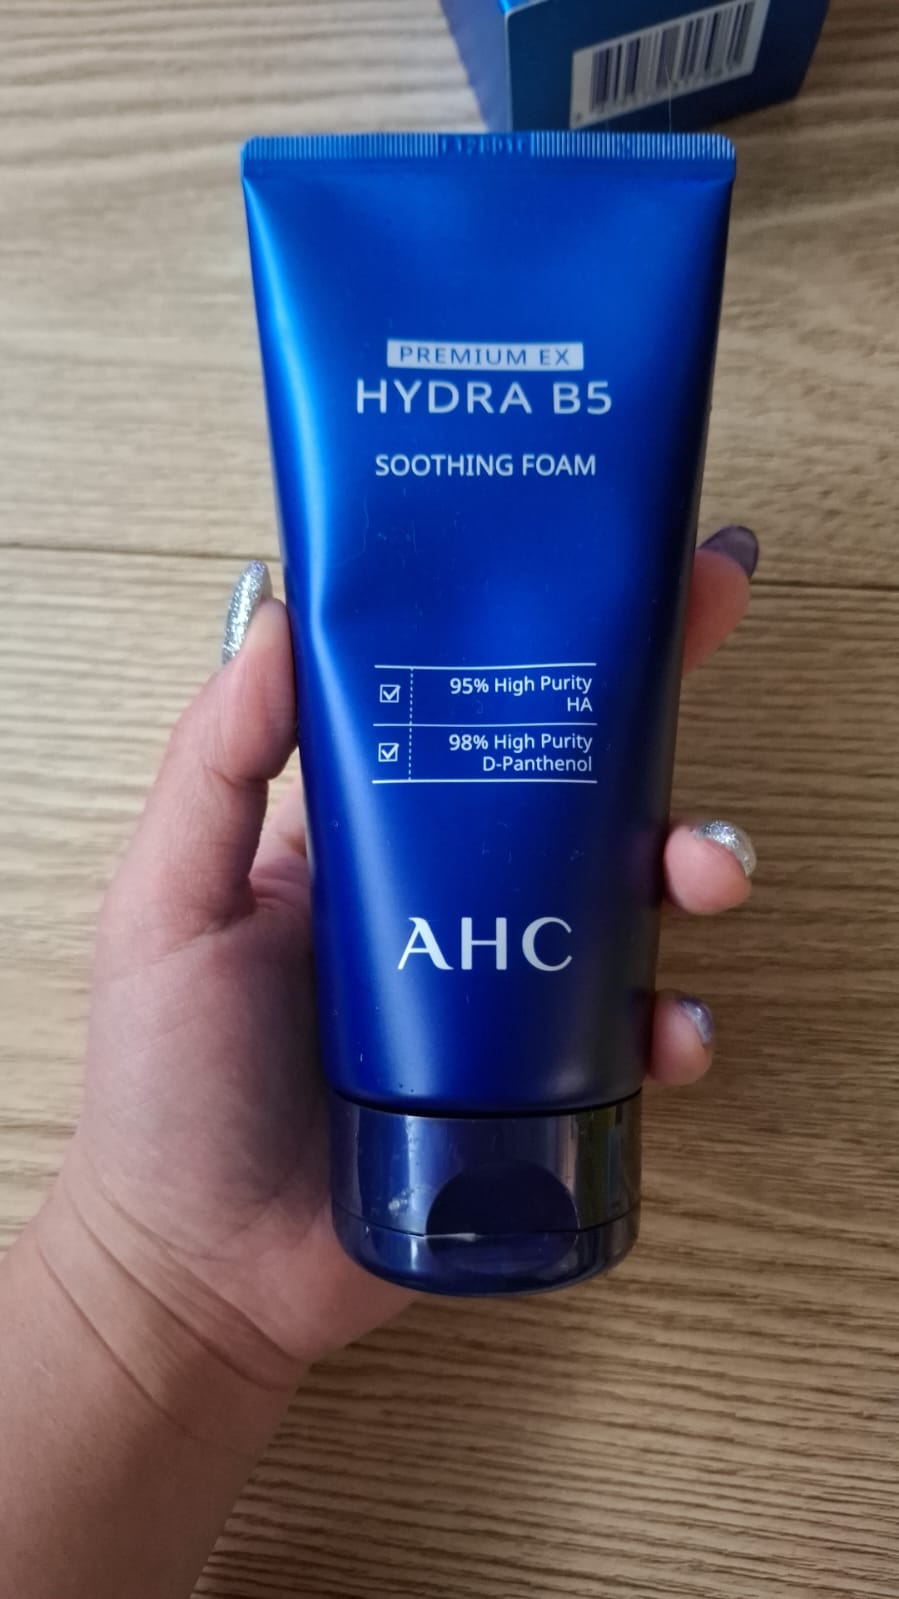 PREMIUM EX
HYDRA B5
SOOTHING FOAM
95% High Purity
HA
98% High Purity
D-Panthenol
AHC